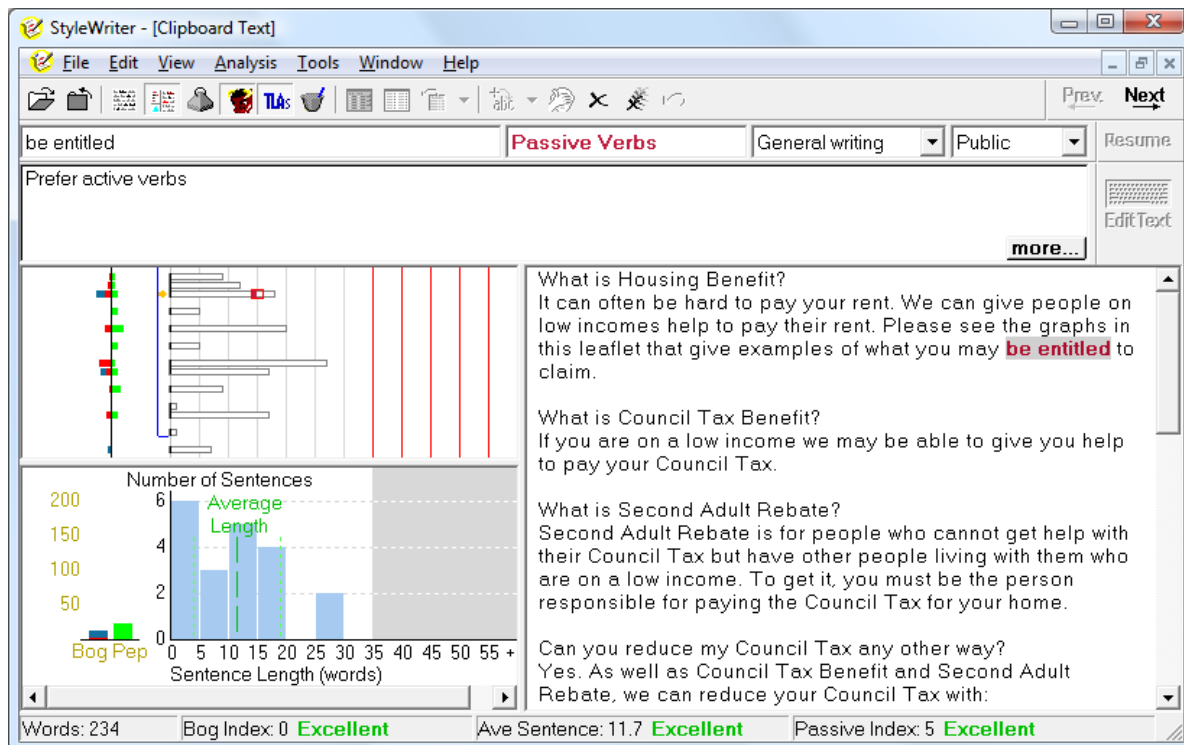 StyleWriter - [Clipboard Text]
File Edit View Analysis Tools Window Help
TLAs
abc
Prev. Next
be entitled
Passive Verbs
General writing
Public
Resume
Prefer active verbs
more...
Edit Text
What is Housing Benefit?
It can often be hard to pay your rent. We can give people on
low incomes help to pay their rent. Please see the graphs in
this leaflet that give examples of what you may be entitled to
claim.
What is Council Tax Benefit?
If you are on a low income we may be able to give you help
to pay your Council Tax.
What is Second Adult Rebate?
Second Adult Rebate is for people who cannot get help with
their Council Tax but have other people living with them who
are on a low income. To get it, you must be the person
responsible for paying the Council Tax for your home.
Can you reduce my Council Tax any other way?
Yes. As well as Council Tax Benefit and Second Adult
Rebate, we can reduce your Council Tax with:
Number of Sentences
200
150
100
50
Bog Pep
6
4
2
0
Average
Length
0 5 10 15 20 25 30 35 40 45 50 55 +
Sentence Length (words)
Words: 234
Bog Index: 0 Excellent
Ave Sentence: 11.7 Excellent
Passive Index: 5 Excellent